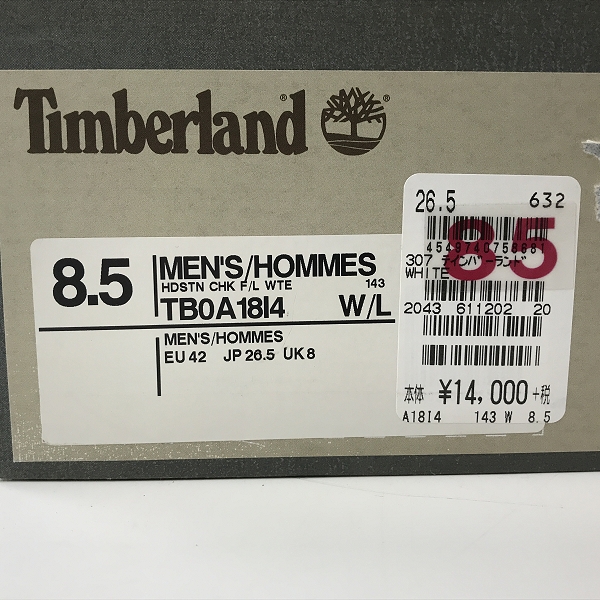 Timberland® ®
8.5
MEN'S/HOMMES
HDSTN CHK F/L WTE 143
TB0A18I4 W/L
MEN'S/HOMMES
EU 42 JP 26.5 UK 8
26.5 632
85
307 ティンバーランド
WHITE
2043 611202 20
本体 ¥14,000 +税
A18I4 143 W 8.5